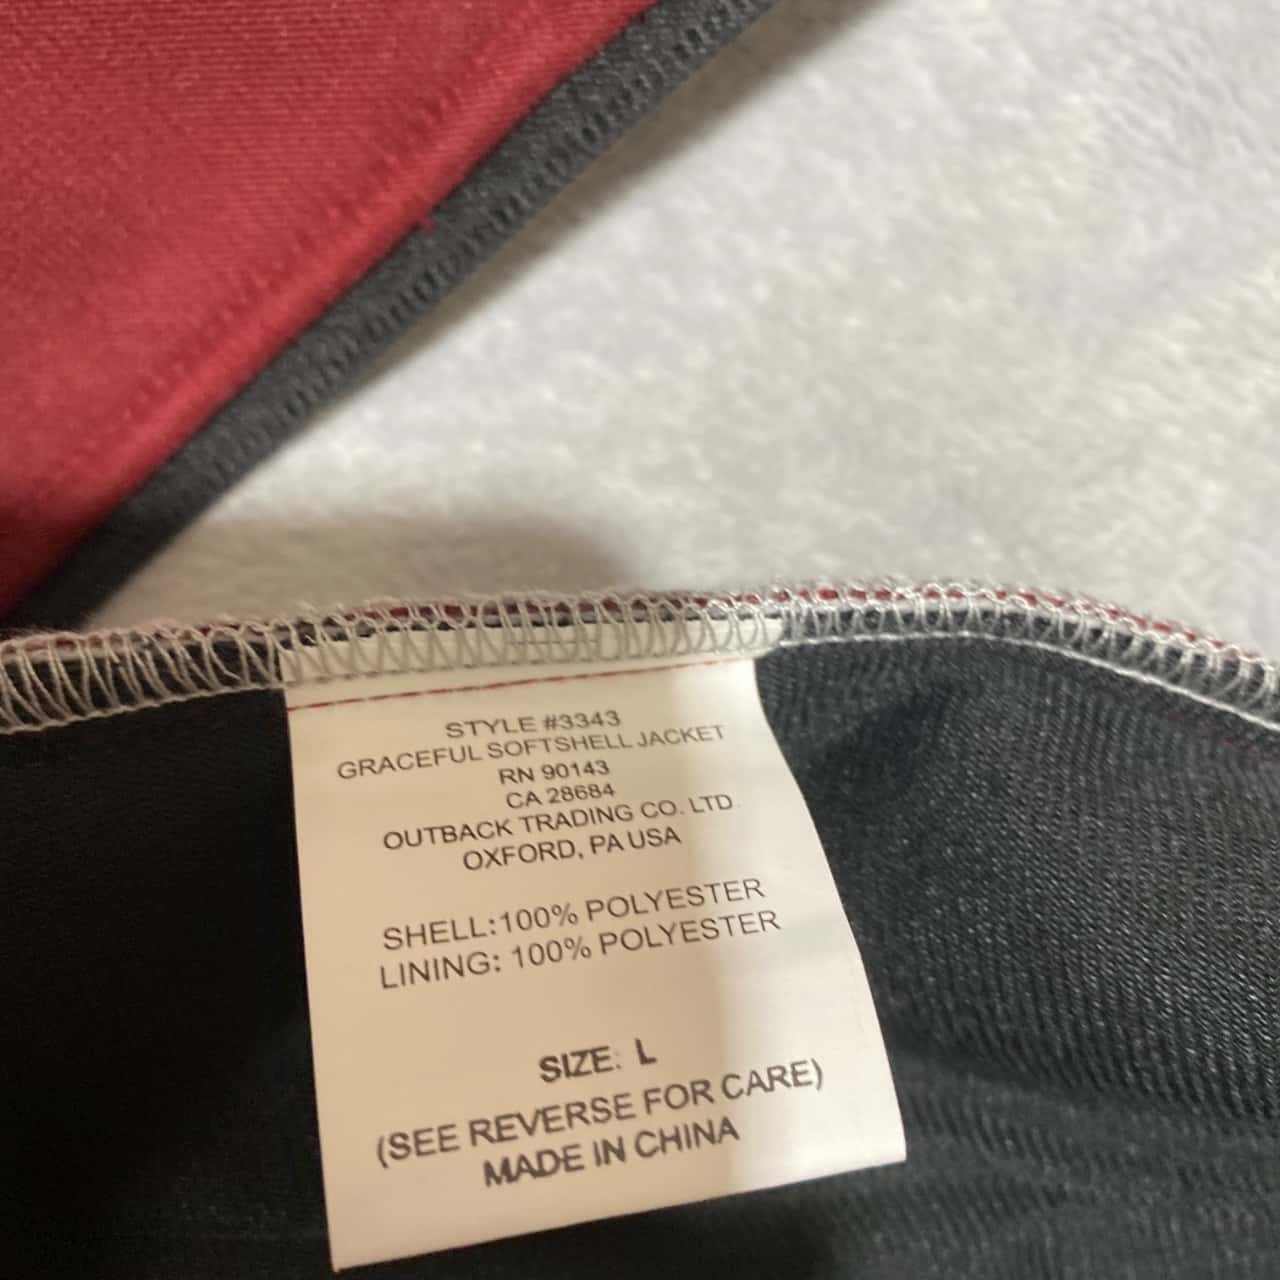 STYLE #3343
GRACEFUL SOFTSHELL JACKET
RN 90143
CA 28684
OUTBACK TRADING CO. LTD.
OXFORD, PA USA
SHELL:100% POLYESTER
LINING: 100% POLYESTER
SIZE: L
(SEE REVERSE FOR CARE)
MADE IN CHINA